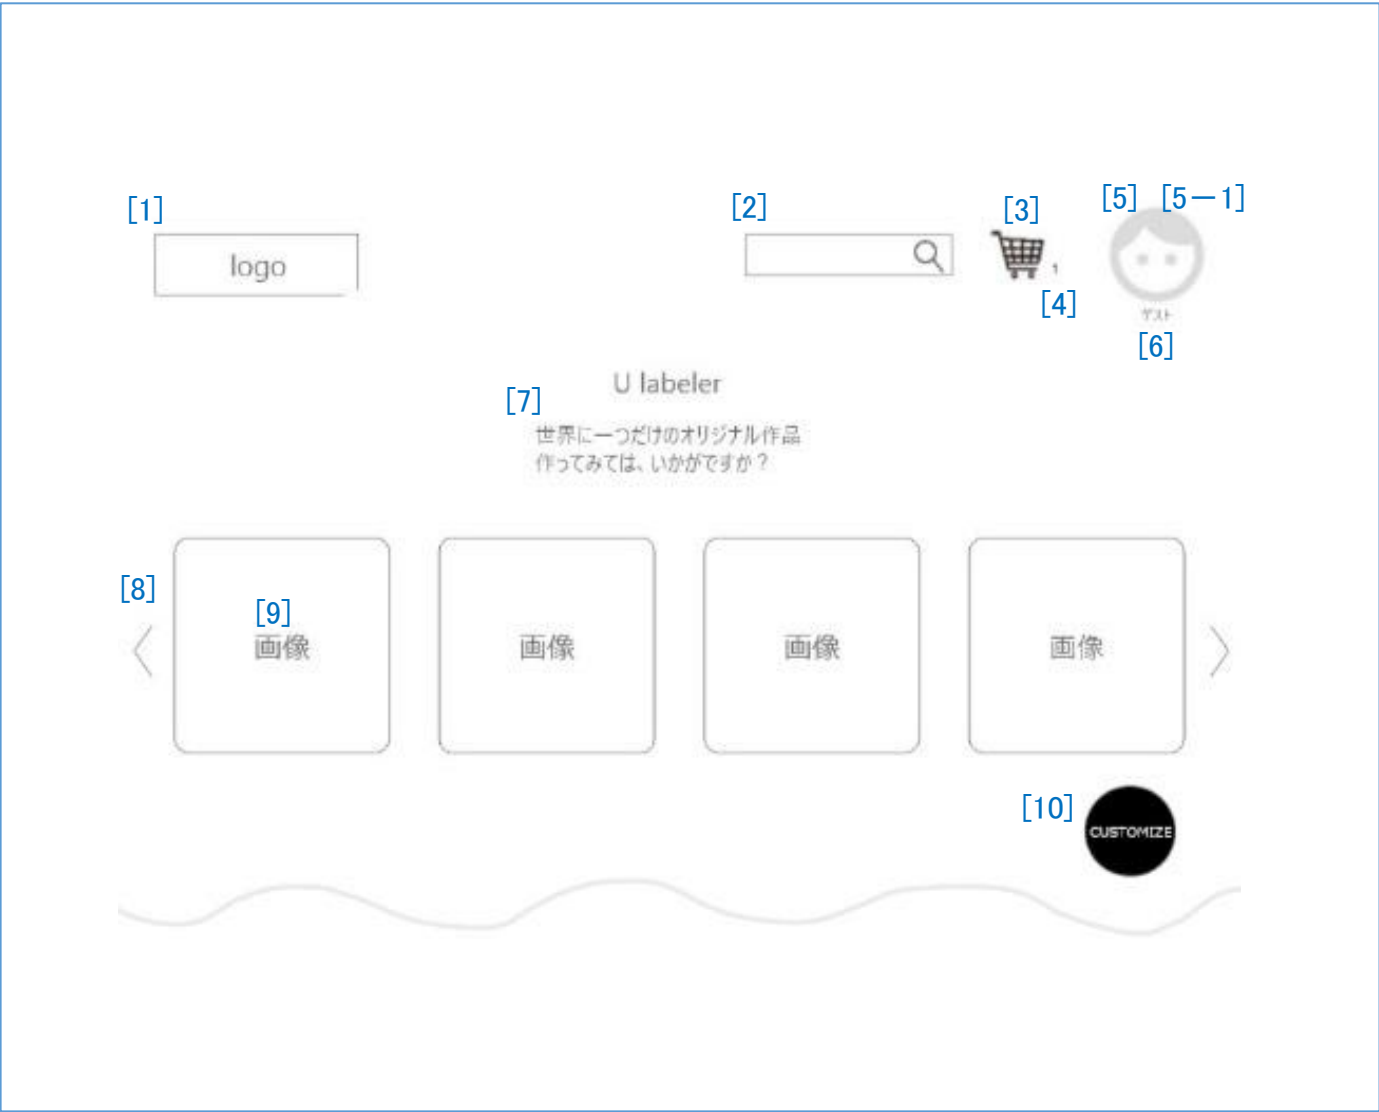 [1]
logo
[2]
[3]
1
[4]
[5] [5－1]
ゲスト
[6]
U labeler
[7]
世界に一つだけのオリジナル作品
作ってみては、いかがですか？
[8]
[9]
画像 画像 画像 画像
[10]
CUSTOMIZE